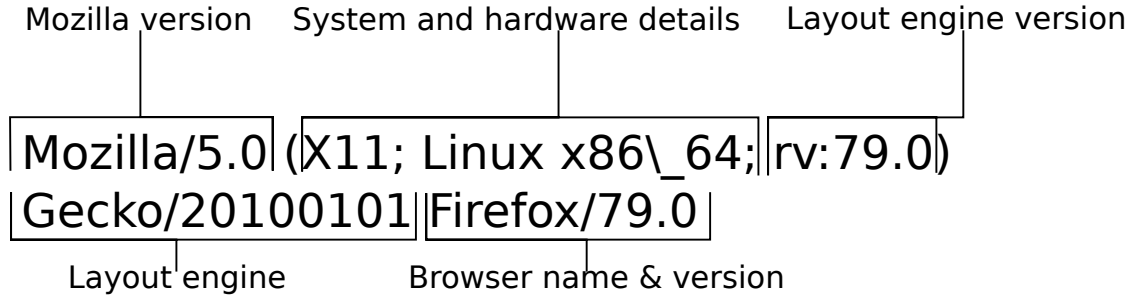 Mozilla version System and hardware details Layout engine version
Mozilla/5.0 (X11; Linux x86\_64; rv:79.0)
Gecko/20100101 Firefox/79.0
Layout engine Browser name & version